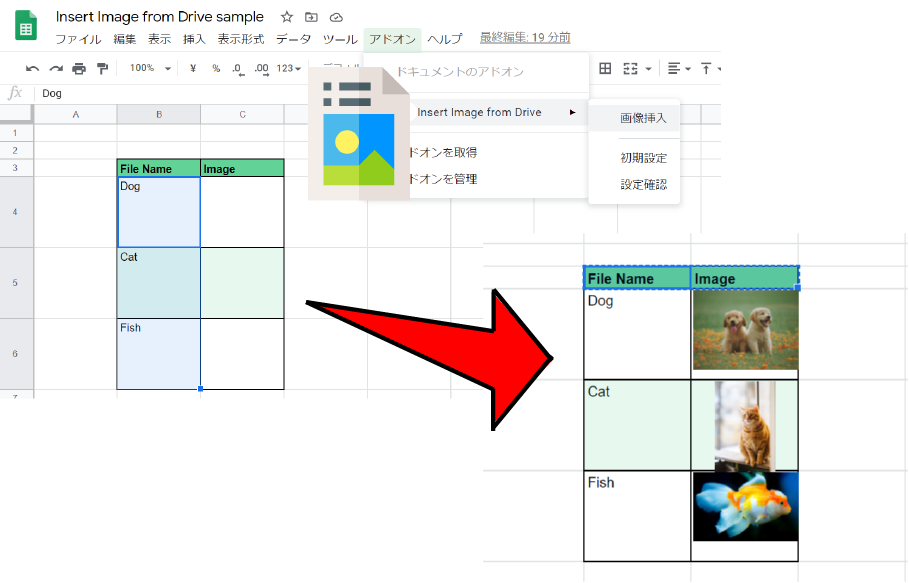 Insert Image from Drive sample
ファイル 編集 表示 挿入 表示形式 データ ツール アドオン ヘルプ 最終編集: 19 分前
100% ¥ % .0 .00 123
ドキュメントのアドオン
fx Dog
Insert Image from Drive
画像挿入
ドオンを取得
初期設定
ドオンを管理
設定確認
A B C
1
2
3 File Name Image
4 Dog
5 Cat
6 Fish
File Name Image
Dog
Cat
Fish